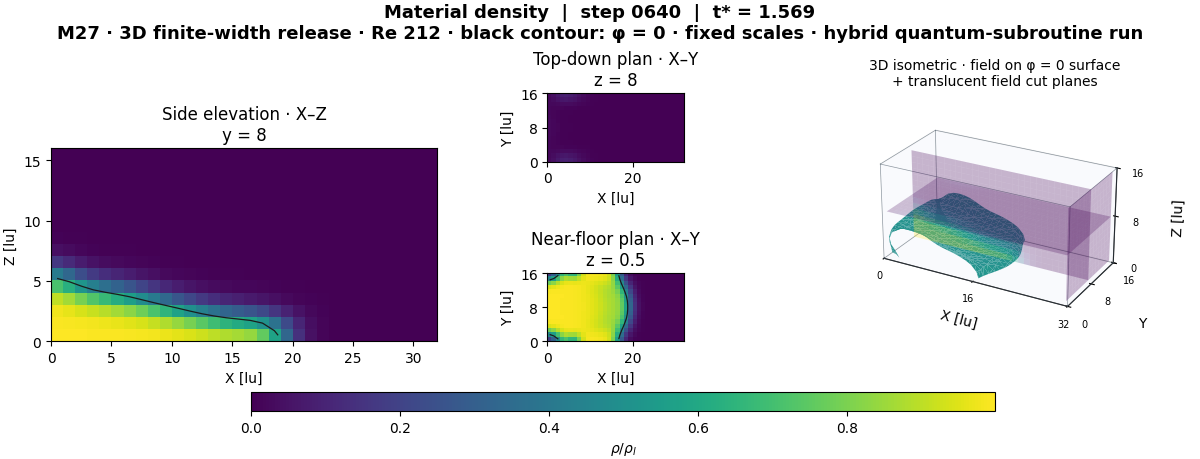 Material density | step 0640 | t* = 1.569
M27 · 3D finite-width release · Re 212 · black contour: φ = 0 · fixed scales · hybrid quantum-subroutine run
Side elevation · X–Z
y = 8
Z [lu]
15
10
5
0
0 5 10 15 20 25 30
X [lu]
Top-down plan · X–Y
z = 8
Y [lu]
16
8
0
0 20
X [lu]
Near-floor plan · X–Y
z = 0.5
Y [lu]
16
8
0
0 20
X [lu]
3D isometric · field on φ = 0 surface
+ translucent field cut planes
16
8
0
Z [lu]
16
8
0
Y
0
16
32
X [lu]
0.0 0.2 0.4 0.6 0.8
ρ/ρₗ